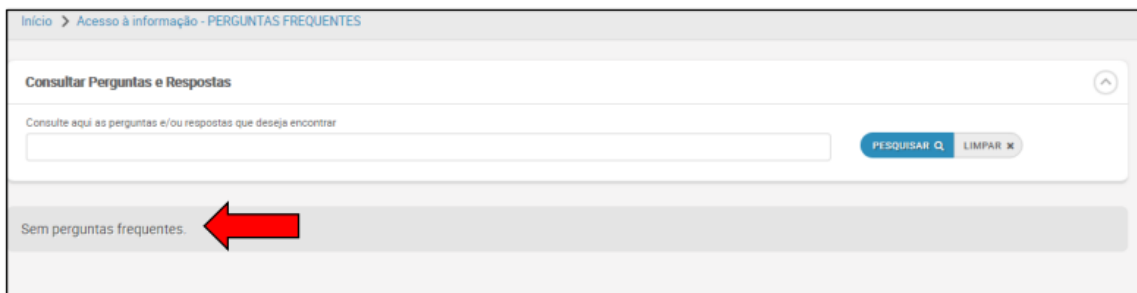 Início > Acesso à informação - PERGUNTAS FREQUENTES
Consultar Perguntas e Respostas
Consulte aqui as perguntas e/ou respostas que deseja encontrar
PESQUISAR LIMPAR ×
Sem perguntas frequentes.